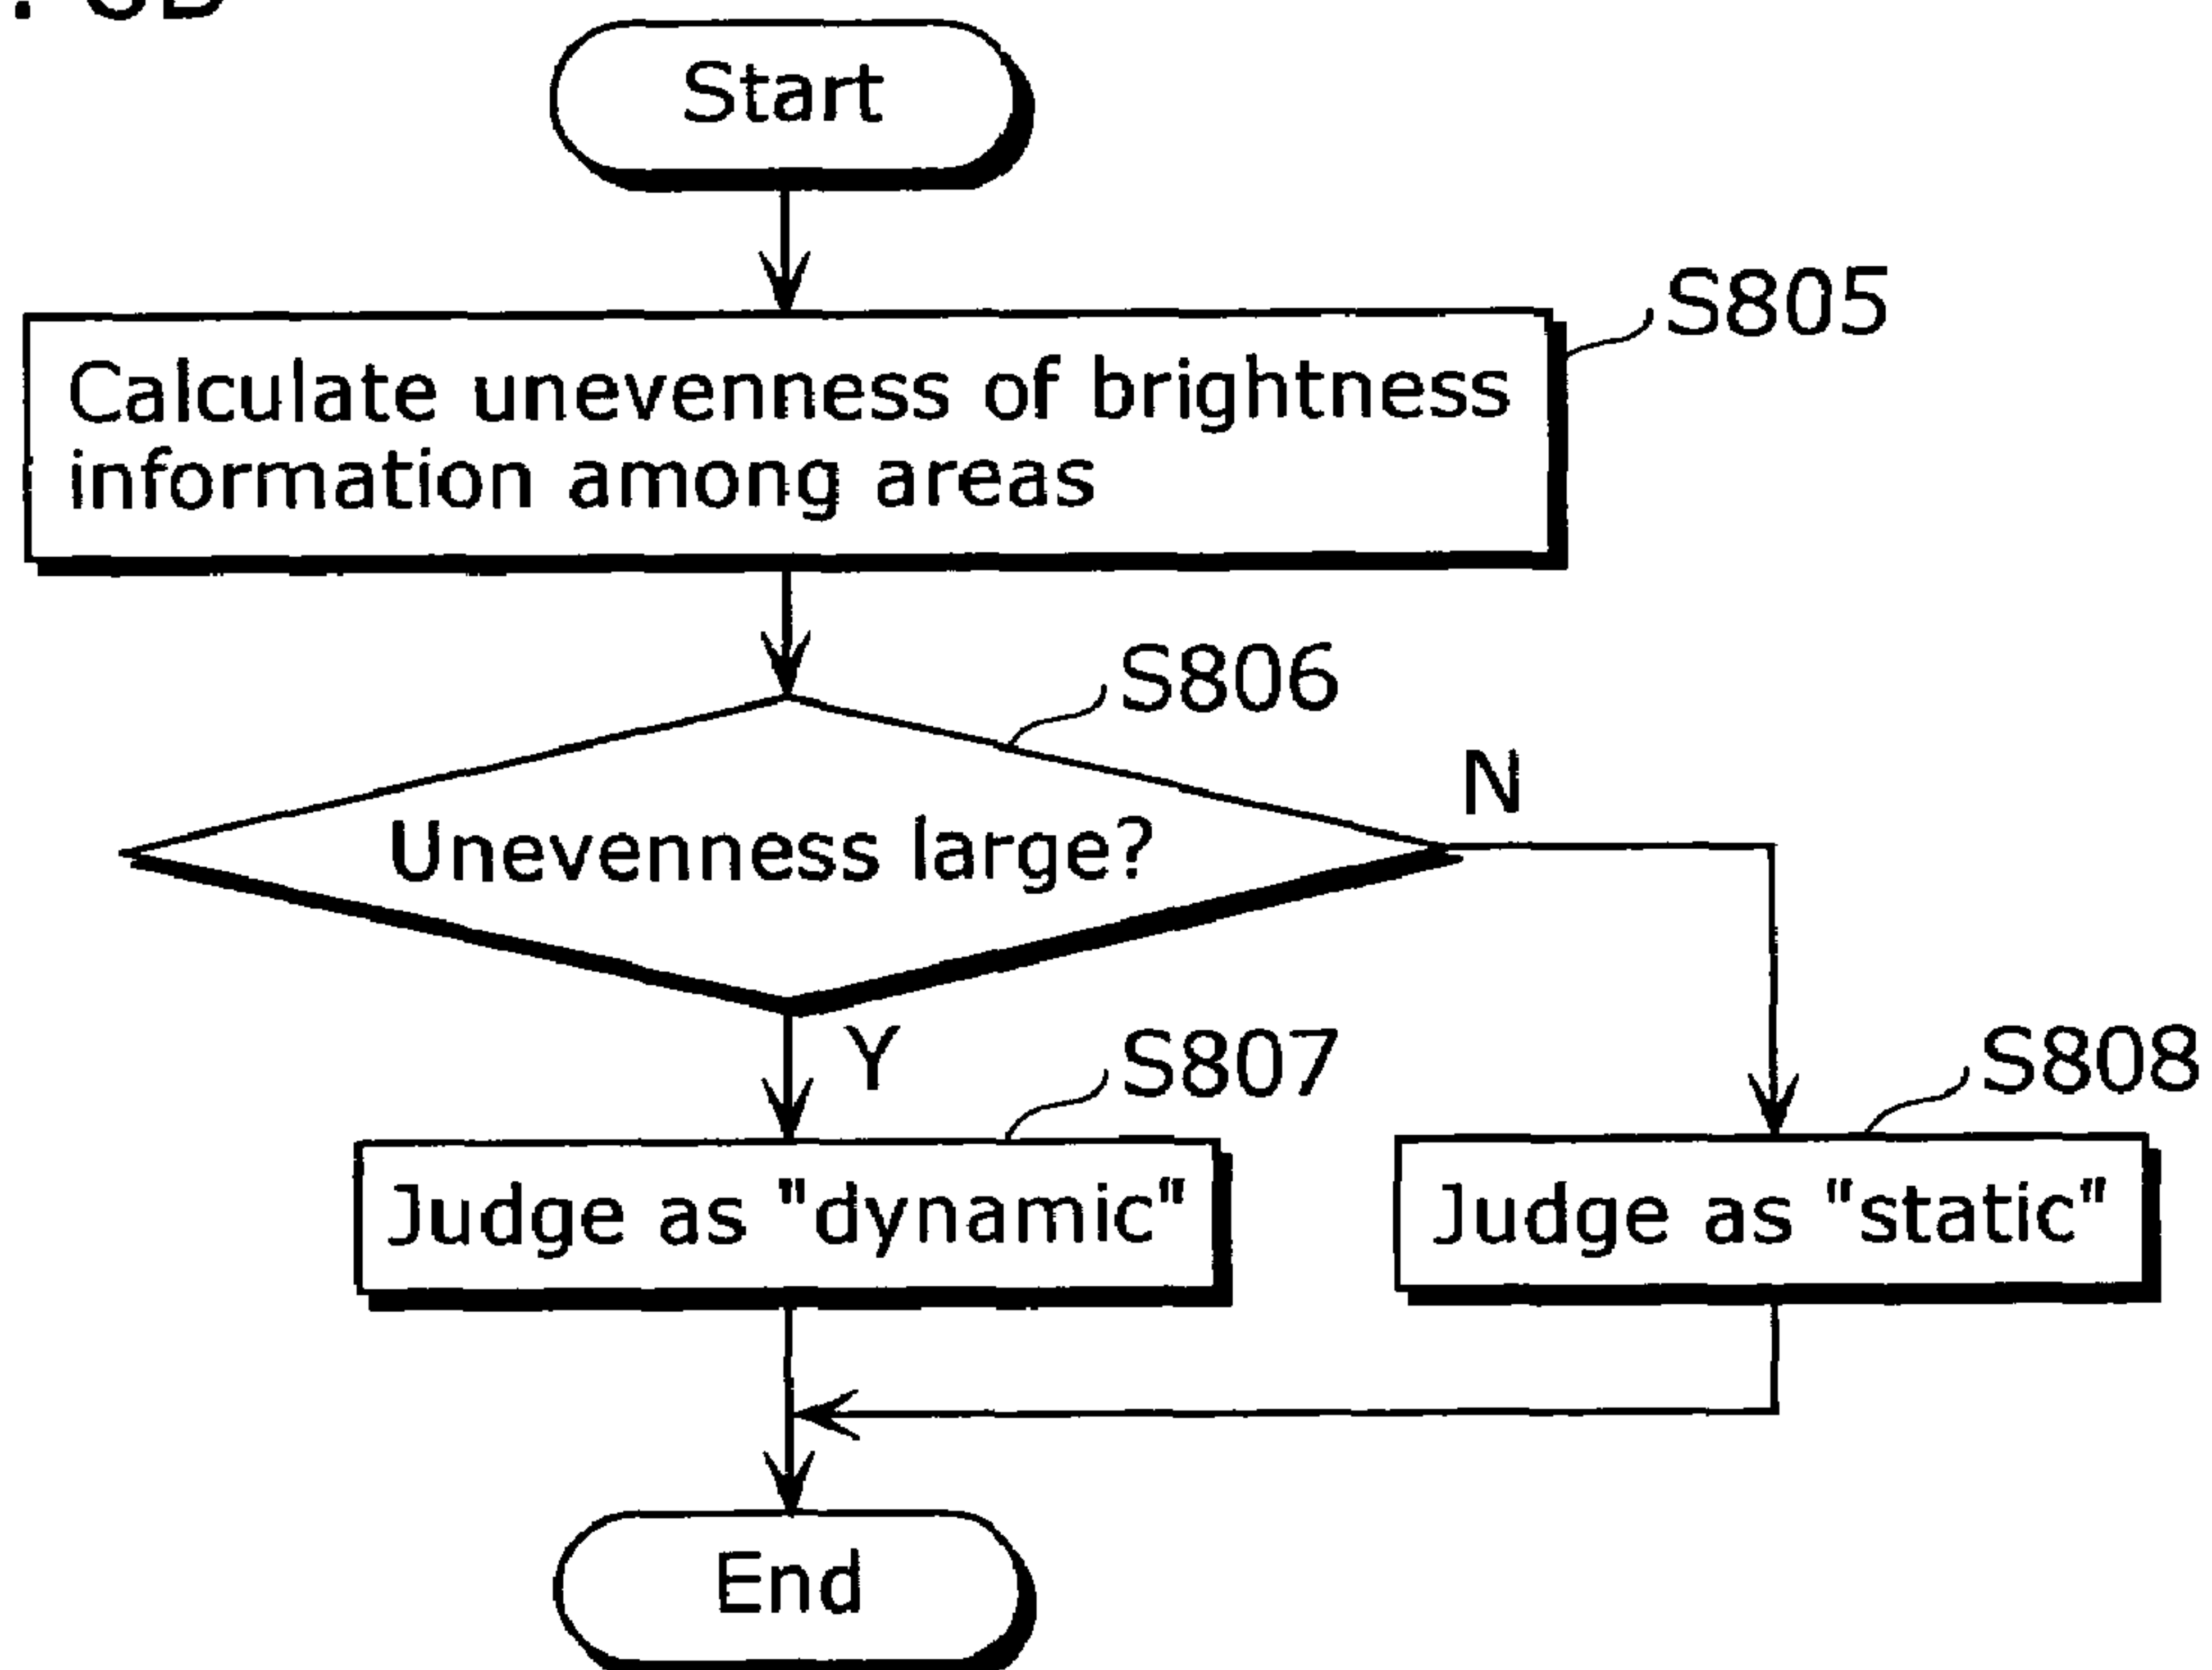 Start
S805
Calculate unevenness of brightness
information among areas
S806
Unevenness large?
N
Y
S807
S808
Judge as "dynamic"
Judge as "static"
End